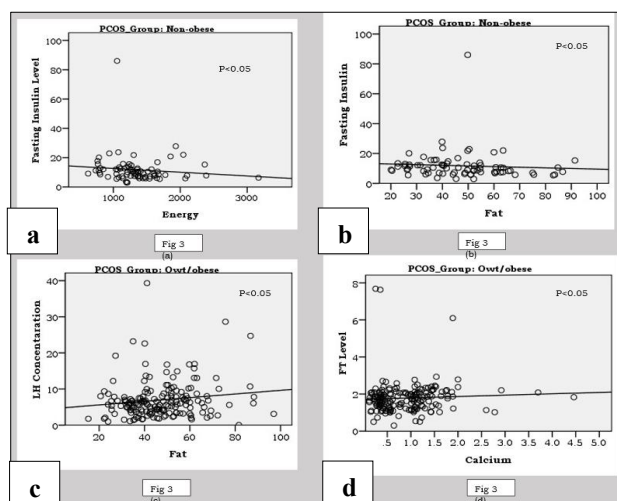 PCOS_Group: Non-obese
P<0.05
Fasting Insulin Level
100
80
60
40
20
0
1000
2000
3000
Energy
a
Fig 3
(a)
PCOS_Group: Non-obese
P<0.05
Fasting Insulin
100
80
60
40
20
0
20
30
40
50
60
70
80
90
100
Fat
b
Fig 3
(b)
PCOS_Group: Owt/obese
P<0.05
LH Concentaration
40
30
20
10
0
20
40
60
80
100
Fat
c
Fig 3
(c)
PCOS_Group: Owt/obese
P<0.05
FT Level
8
6
4
2
0
.5
1.0
1.5
2.0
2.5
3.0
3.5
4.0
4.5
5.0
Calcium
d
Fig 3
(d)